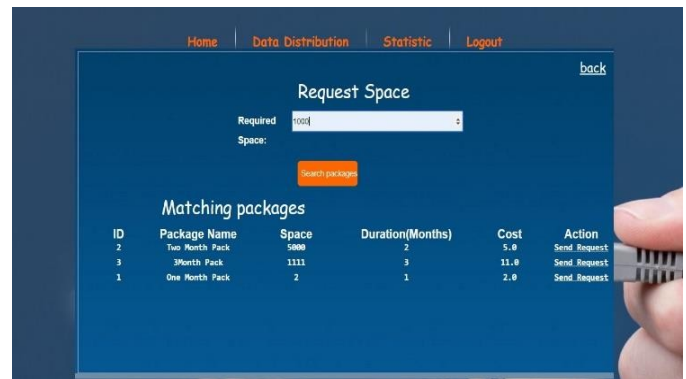 Home Data Distribution Statistic Logout
back
Request Space
Required Space:
1000
Search packages
Matching packages
ID Package Name Space Duration(Months) Cost Action
2 Two Month Pack 5000 2 5.0 Send Request
3 3Month Pack 1111 3 11.0 Send Request
1 One Month Pack 2 1 2.0 Send Request